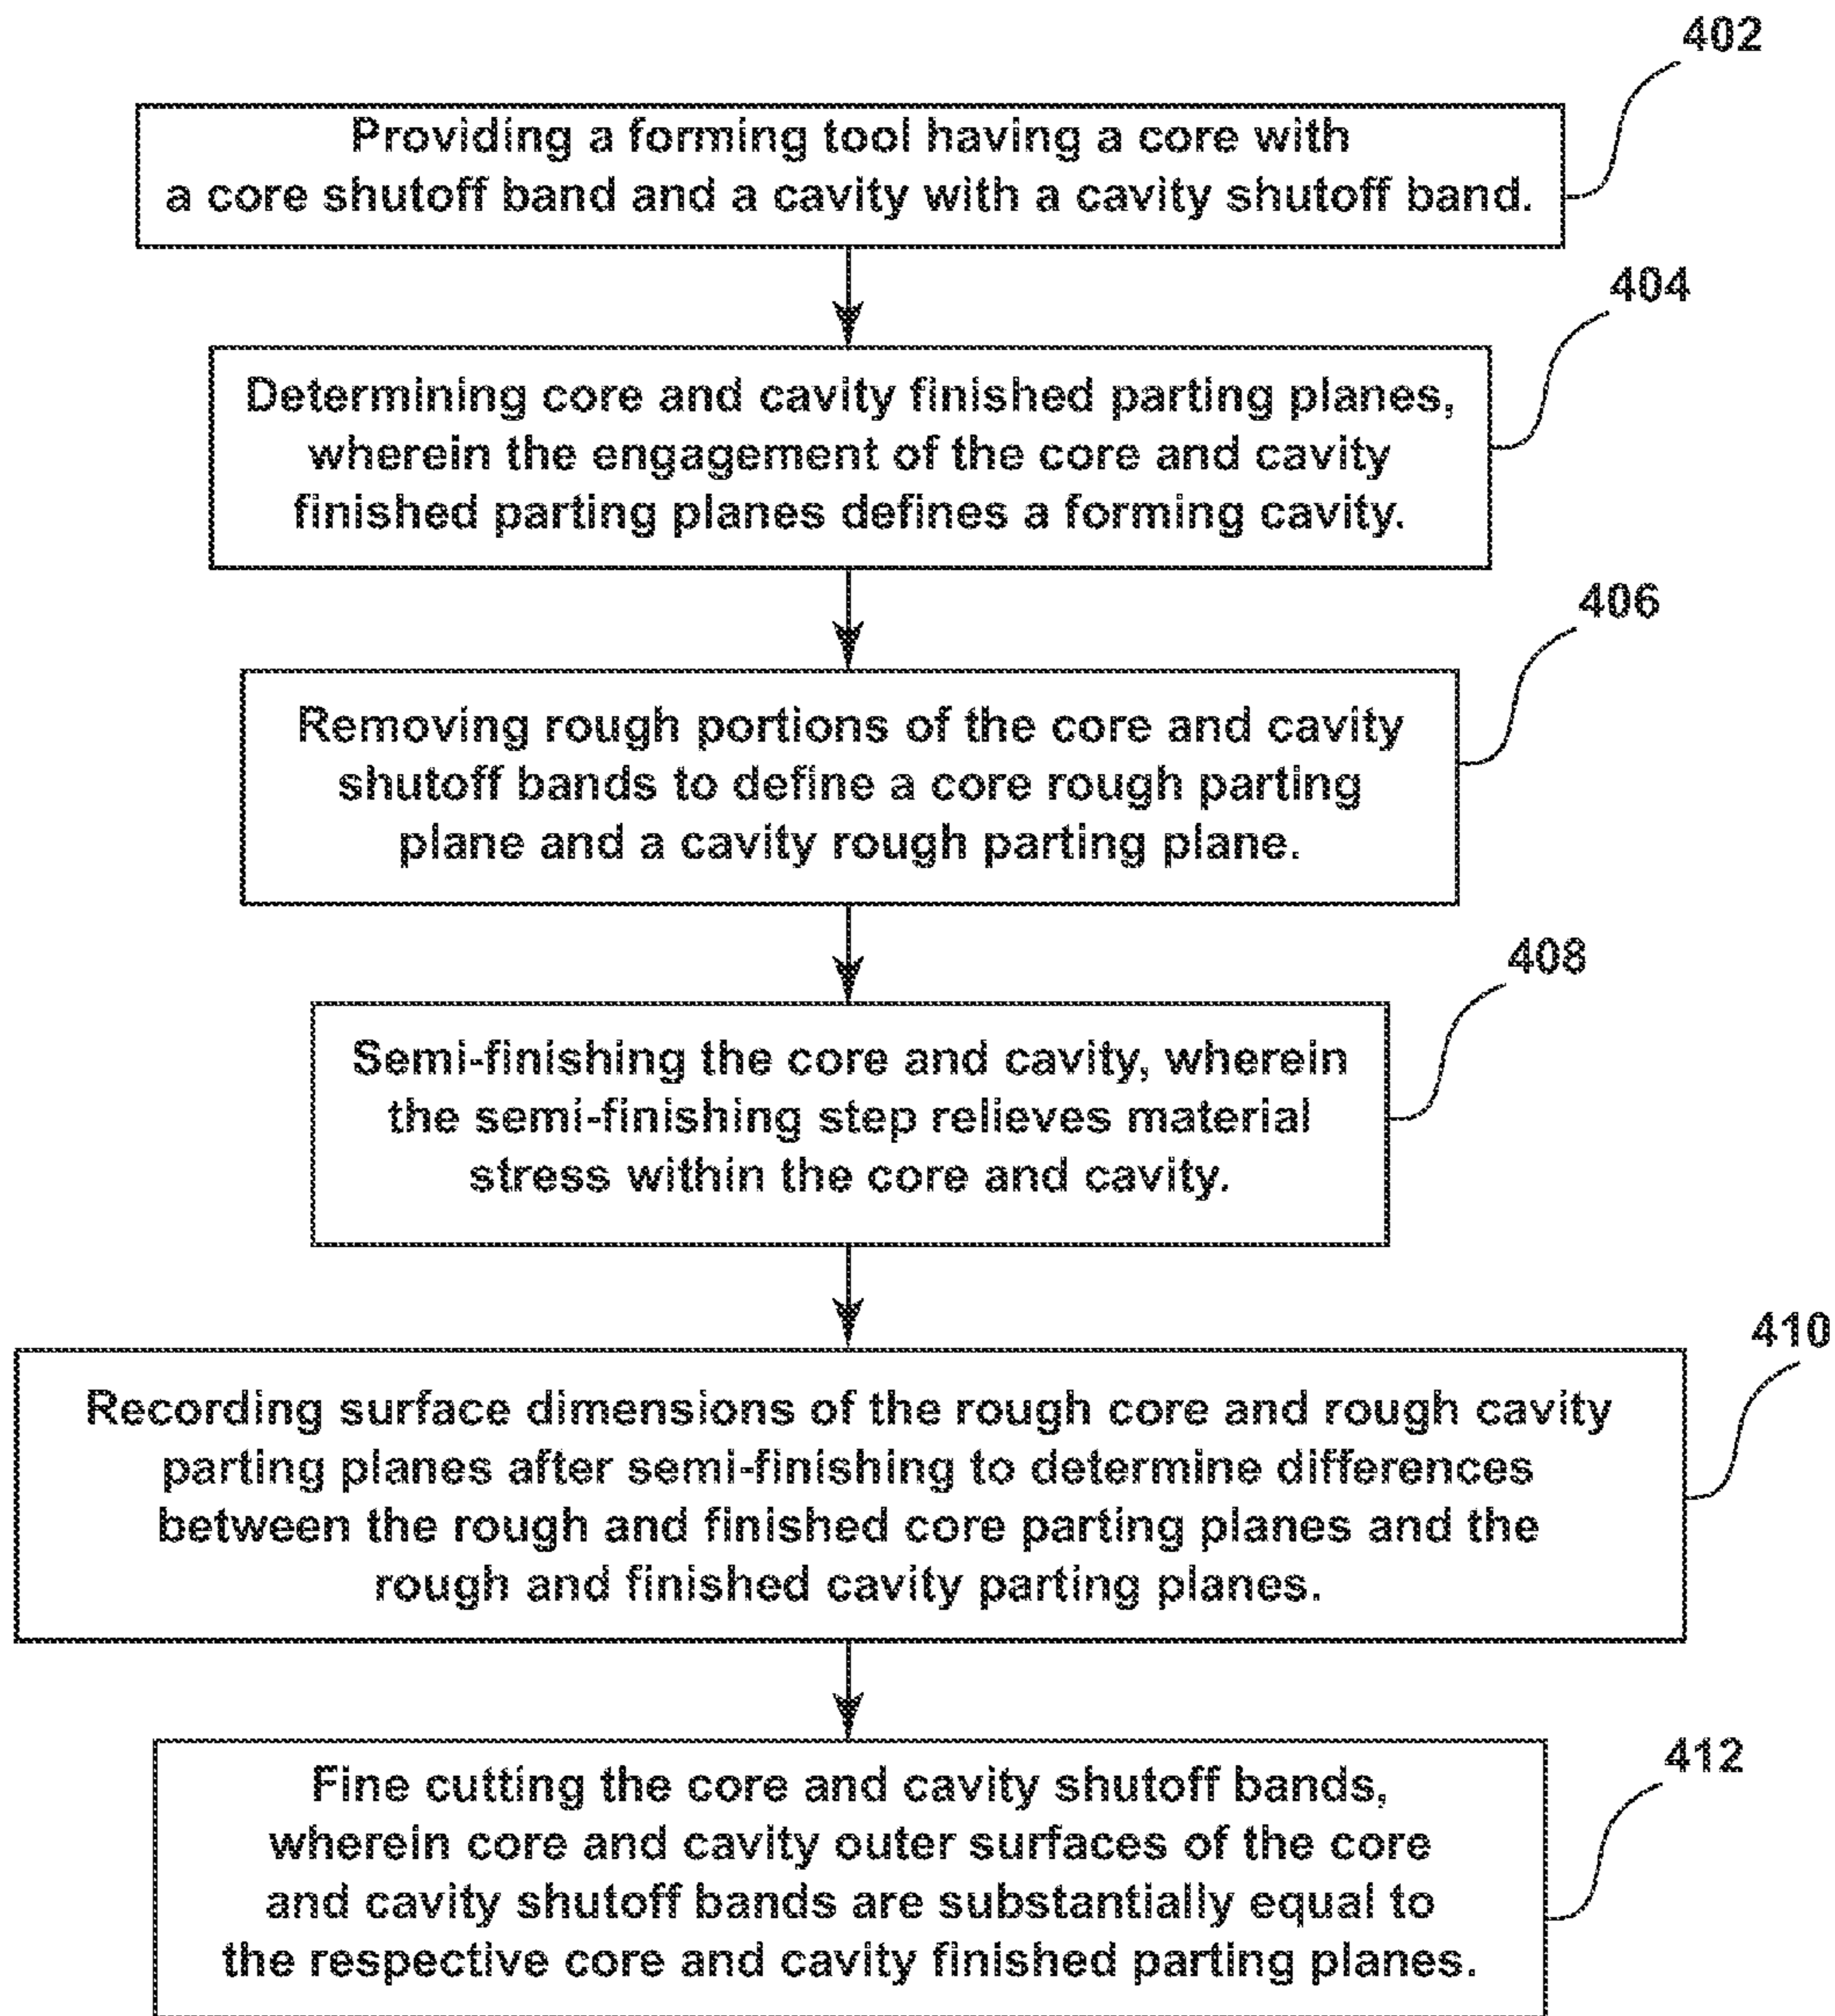 402
Providing a forming tool having a core with
a core shutoff band and a cavity with a cavity shutoff band.
404
Determining core and cavity finished parting planes,
wherein the engagement of the core and cavity
finished parting planes defines a forming cavity.
406
Removing rough portions of the core and cavity
shutoff bands to define a core rough parting
plane and a cavity rough parting plane.
408
Semi-finishing the core and cavity, wherein
the semi-finishing step relieves material
stress within the core and cavity.
410
Recording surface dimensions of the rough core and rough cavity
parting planes after semi-finishing to determine differences
between the rough and finished core parting planes and the
rough and finished cavity parting planes.
412
Fine cutting the core and cavity shutoff bands,
wherein core and cavity outer surfaces of the core
and cavity shutoff bands are substantially equal to
the respective core and cavity finished parting planes.